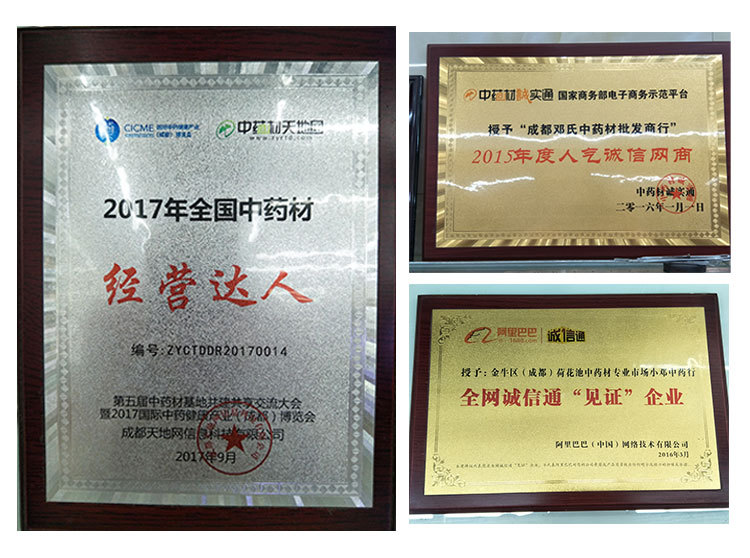 CICME
中药材天地网
www.zyctd.com
2017年全国中药材
经营达人
编号:ZYCTDDR20170014
第五届中药材基地共建共享交流大会
暨2017国际中药健康产业(成都)博览会
成都天地网信息科技有限公司
2017年9月
中药材诚实通 国家商务部电子商务示范平台
授予“成都邓氏中药材批发商行”
2015年度人气诚信网商
中药材诚实通
二零一六年一月一日
阿里巴巴 诚信通
1688.com
授予:金牛区(成都)荷花池中药材专业市场小邓中药行
全网诚信通“见证”企业
阿里巴巴(中国)网络技术有限公司
2016年3月